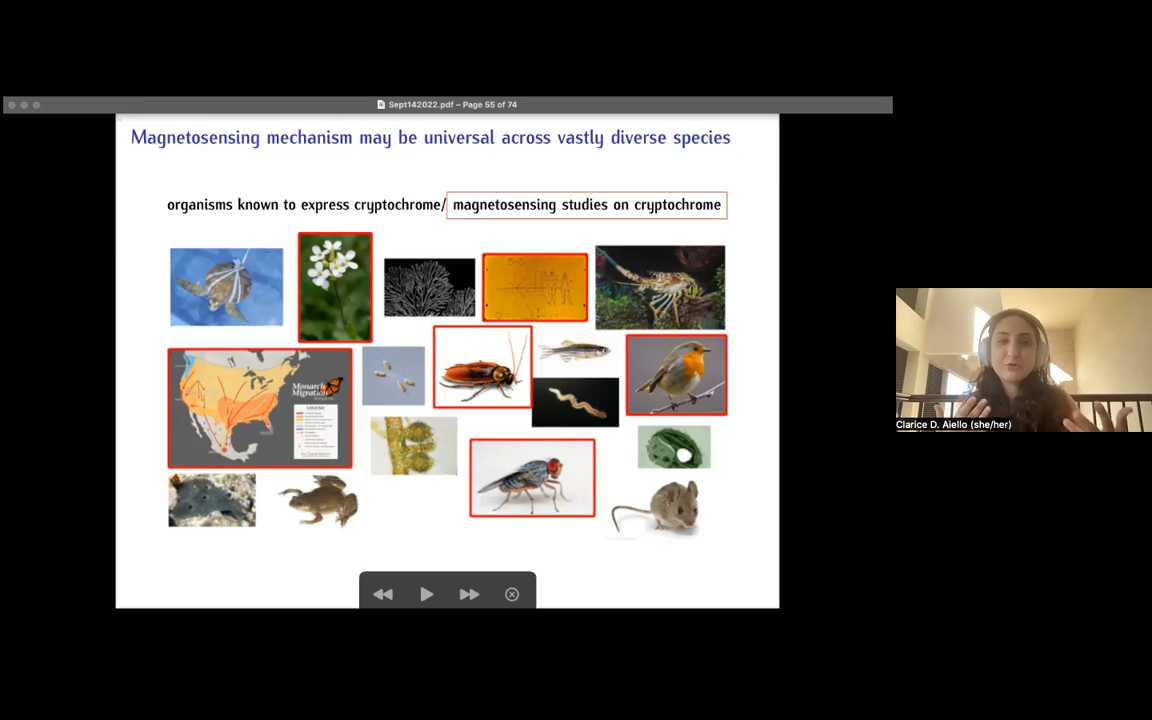 Sept142022.pdf – Page 55 of 74
Magnetosensing mechanism may be universal across vastly diverse species
organisms known to express cryptochrome/ magnetosensing studies on cryptochrome
Monarch
Migration
LEGEND
Clarice D. Aiello (she/her)